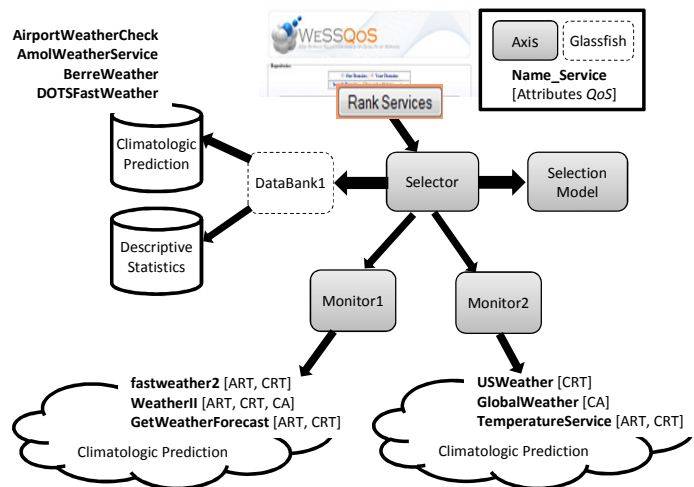 AirportWeatherCheck
AmolWeatherService
BerreWeather
DOTSFastWeather
WESSQOS
Rank Services
Axis
Glassfish
Name_Service
[Attributes QoS]
Climatologic
Prediction
DataBank1
Selector
Selection
Model
Descriptive
Statistics
Monitor1
Monitor2
fastweather2 [ART, CRT]
WeatherII [ART, CRT, CA]
GetWeatherForecast [ART, CRT]
Climatologic Prediction
USWeather [CRT]
GlobalWeather [CA]
TemperatureService [ART, CRT]
Climatologic Prediction